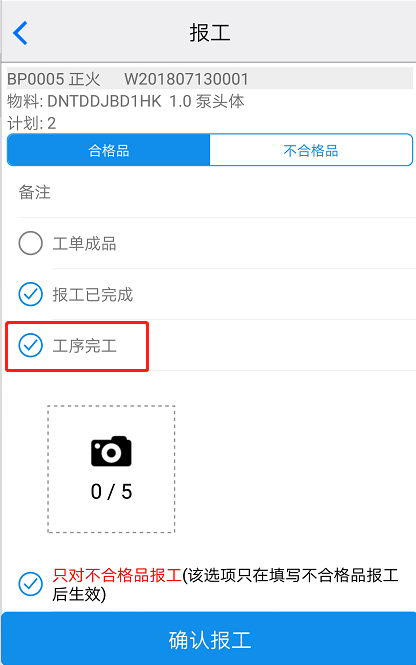 报工
BP0005 正火 W201807130001
物料: DNTDDJBD1HK 1.0 泵头体
计划: 2
合格品 不合格品
备注
工单成品
报工已完成
工序完工
0 / 5
只对不合格品报工(该选项只在填写不合格品报工
后生效)
确认报工